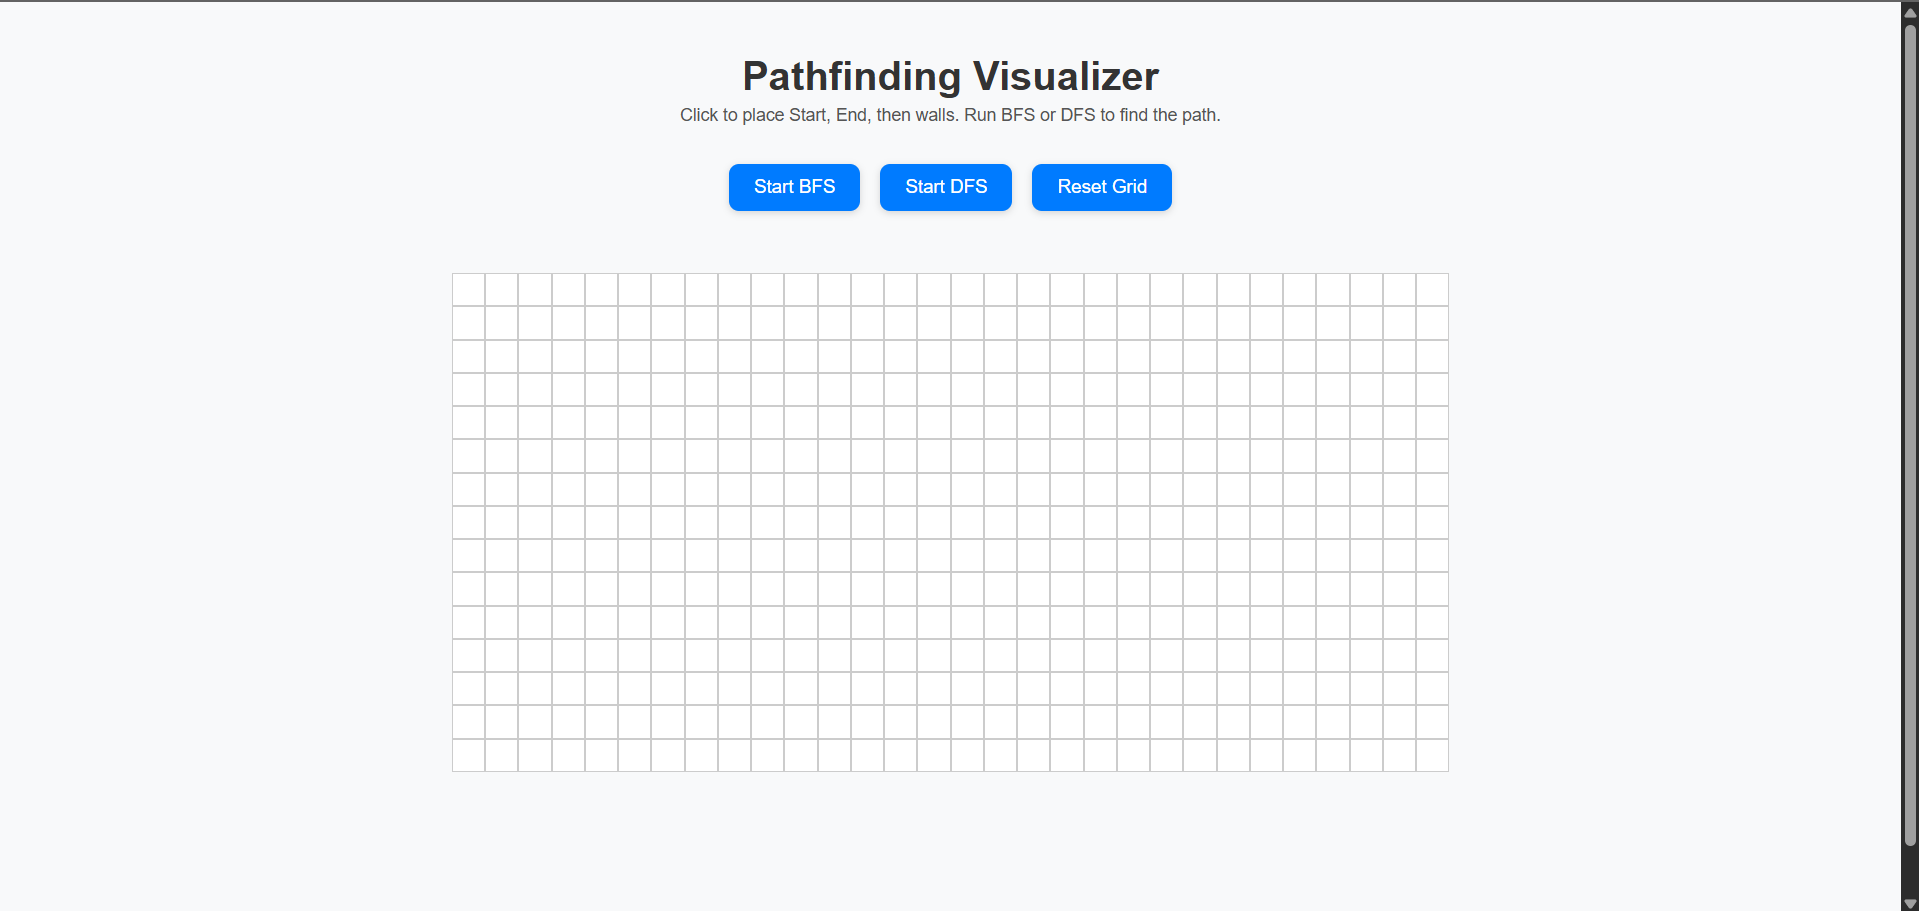 Pathfinding Visualizer
Click to place Start, End, then walls. Run BFS or DFS to find the path.
Start BFS
Start DFS
Reset Grid